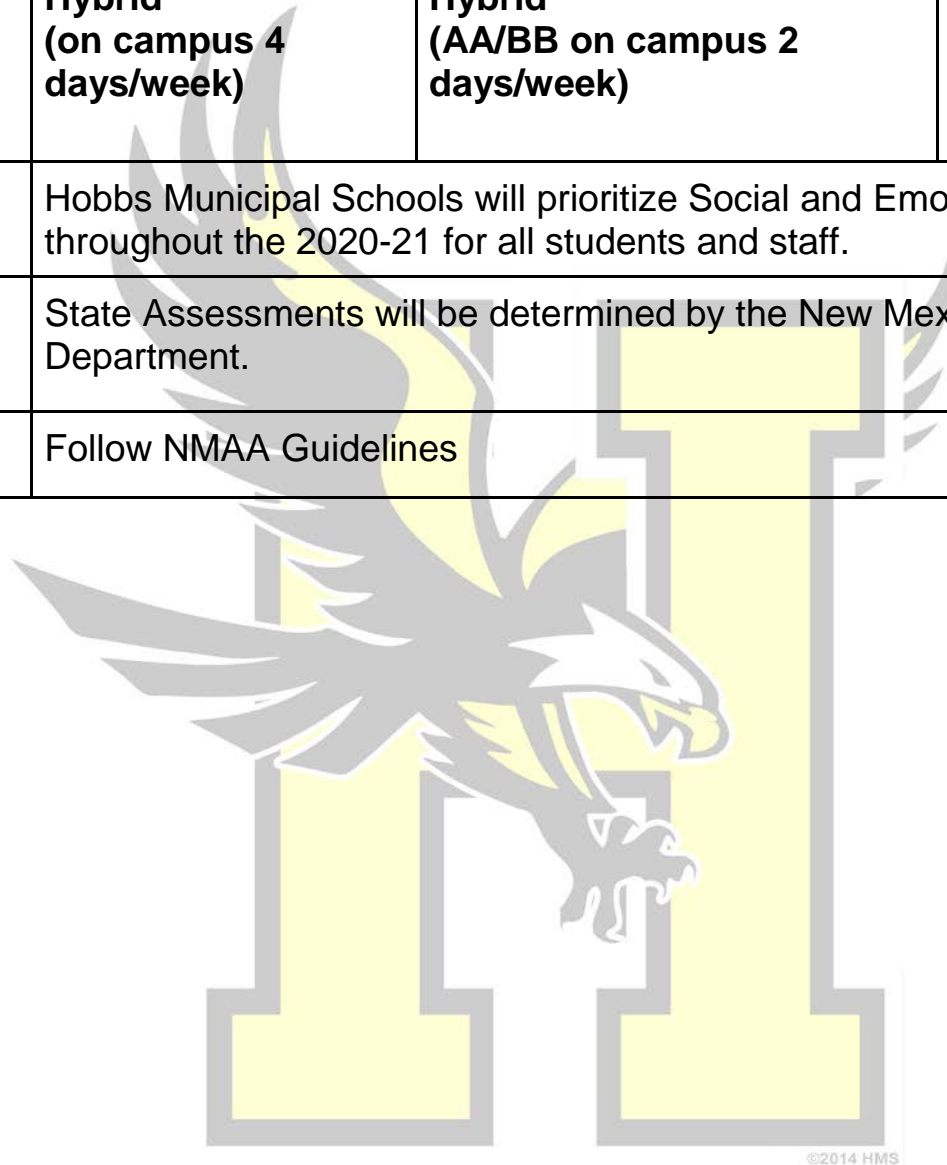 Hybrid
(on campus 4
days/week)
Hybrid
(AA/BB on campus 2
days/week)
Hobbs Municipal Schools will prioritize Social and
throughout the 2020-21 for all students and staff.
State Assessments will be determined by the New
Department.
Follow NMAA Guidelines
©2014 HMS